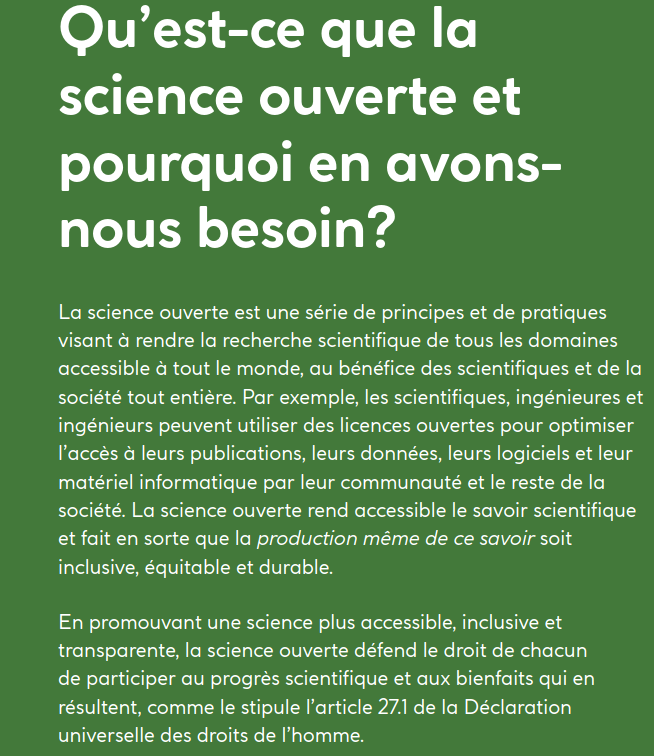 Qu’est-ce que la
science ouverte et
pourquoi en avons-
nous besoin?
La science ouverte est une série de principes et de pratiques
visant à rendre la recherche scientifique de tous les domaines
accessible à tout le monde, au bénéfice des scientifiques et de la
société tout entière. Par exemple, les scientifiques, ingénieures et
ingénieurs peuvent utiliser des licences ouvertes pour optimiser
l’accès à leurs publications, leurs données, leurs logiciels et leur
matériel informatique par leur communauté et le reste de la
société. La science ouverte rend accessible le savoir scientifique
et fait en sorte que la production même de ce savoir soit
inclusive, équitable et durable.
En promouvant une science plus accessible, inclusive et
transparente, la science ouverte défend le droit de chacun
de participer au progrès scientifique et aux bienfaits qui en
résultent, comme le stipule l’article 27.1 de la Déclaration
universelle des droits de l’homme.